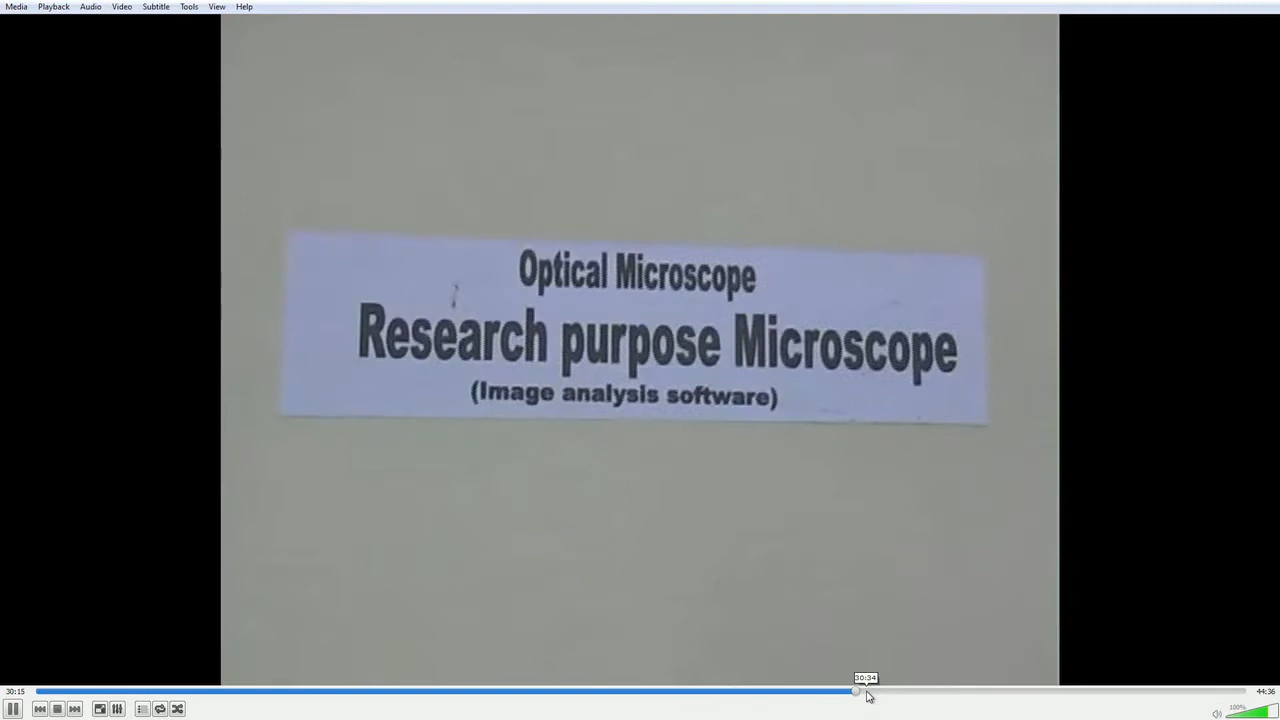 Media Playback Audio Video Subtitle Tools View Help
Optical Microscope
Research purpose Microscope
(Image analysis software)
30:34
30:15
44:36
100%